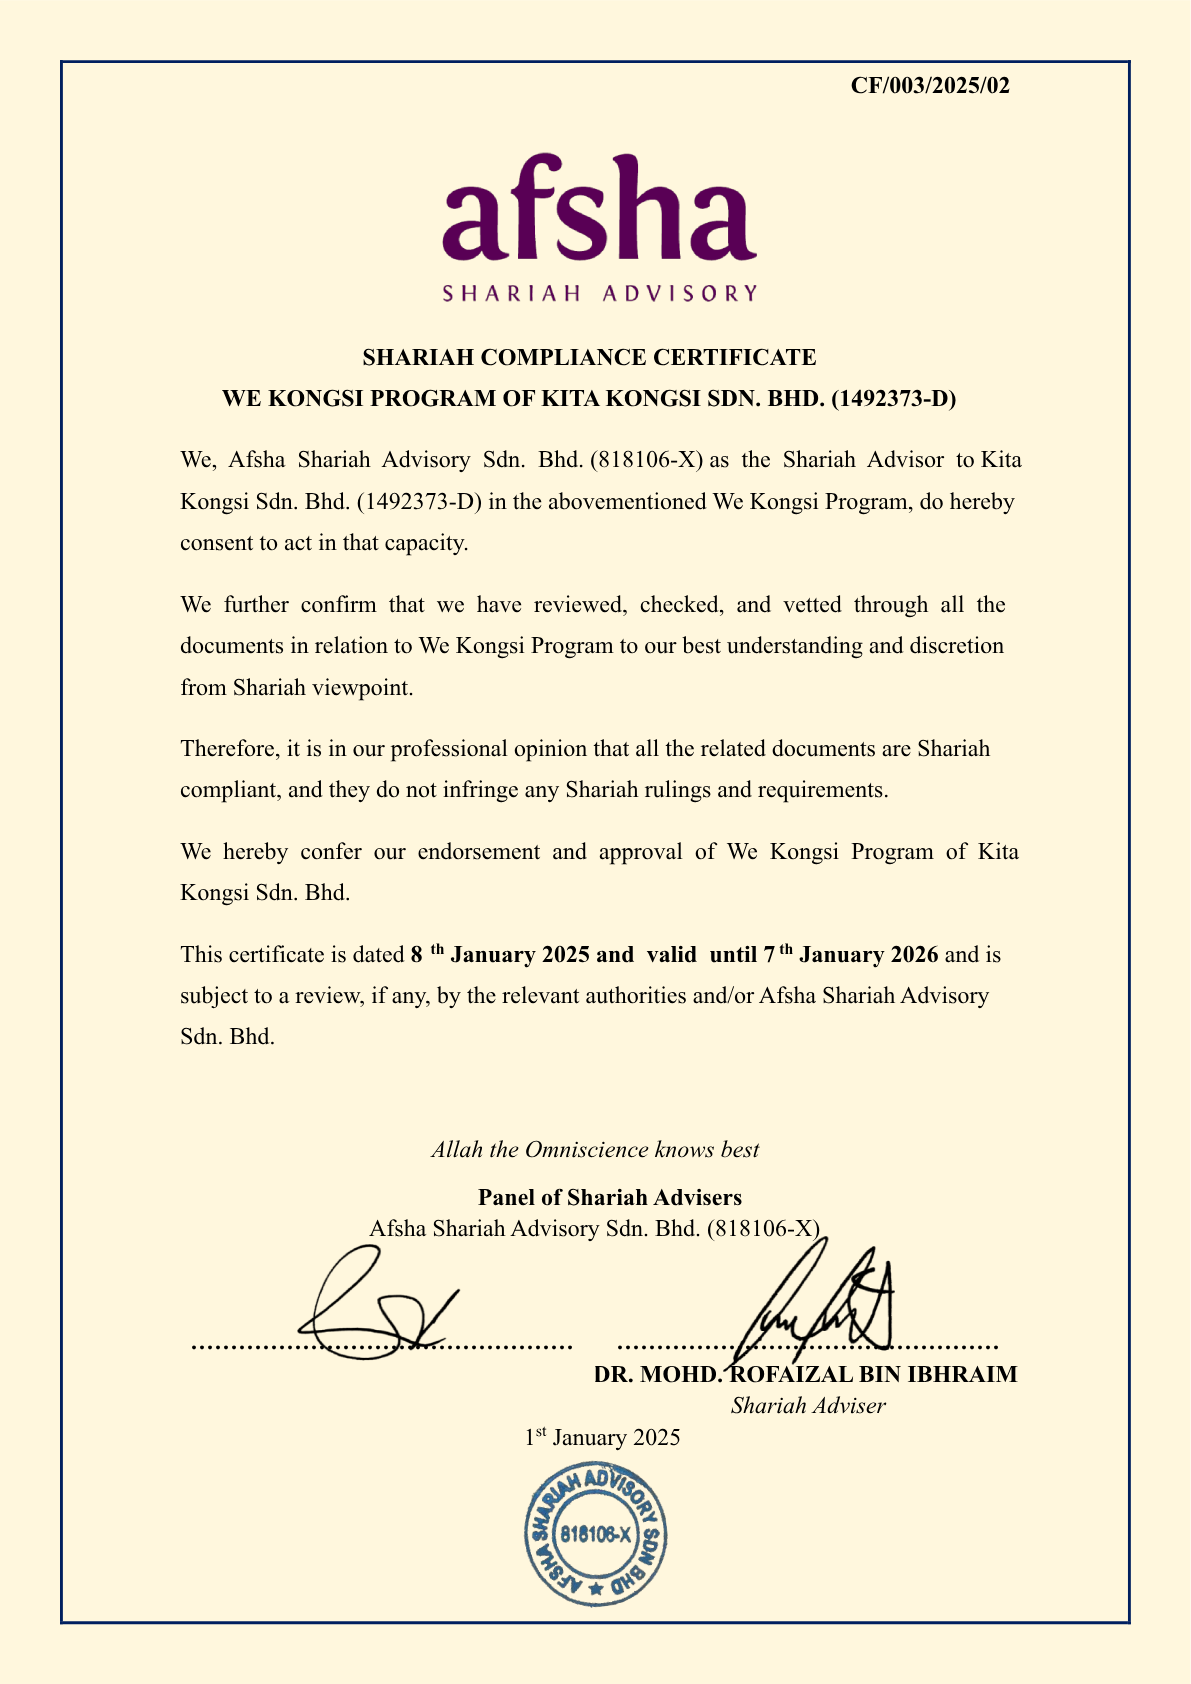 CF/003/2025/02
afsha
SHARIAH ADVISORY
SHARIAH COMPLIANCE CERTIFICATE
WE KONGSI PROGRAM OF KITA KONGSI SDN. BHD. (1492373-D)
We, Afsha Shariah Advisory Sdn. Bhd. (818106-X) as the Shariah Advisor to Kita
Kongsi Sdn. Bhd. (1492373-D) in the abovementioned We Kongsi Program, do hereby
consent to act in that capacity.
We further confirm that we have reviewed, checked, and vetted through all the
documents in relation to We Kongsi Program to our best understanding and discretion
from Shariah viewpoint.
Therefore, it is in our professional opinion that all the related documents are Shariah
compliant, and they do not infringe any Shariah rulings and requirements.
We hereby confer our endorsement and approval of We Kongsi Program of Kita
Kongsi Sdn. Bhd.
This certificate is dated 8 th January 2025 and valid until 7 th January 2026 and is
subject to a review, if any, by the relevant authorities and/or Afsha Shariah Advisory
Sdn. Bhd.
Allah the Omniscience knows best
Panel of Shariah Advisers
Afsha Shariah Advisory Sdn. Bhd. (818106-X)
DR. MOHD. ROFAIZAL BIN IBHRAIM
Shariah Adviser
1st January 2025
AFSHA SHARIAH ADVISORY SDN BHD
818106-X